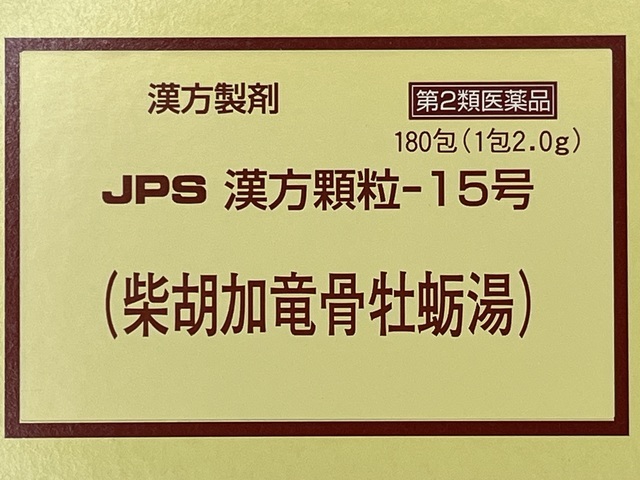 漢方製剤
第2類医薬品
180包(1包2.0g)
JPS 漢方顆粒-15号
(柴胡加竜骨牡蛎湯)